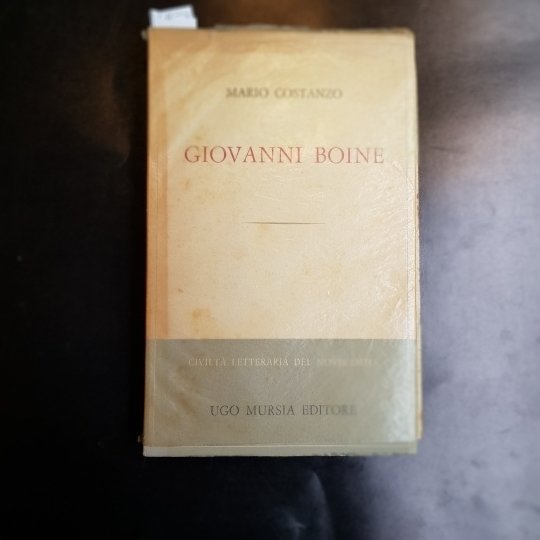 MARIO COSTANZO
GIOVANNI BOINE
CIVILTÀ LETTERARIA DEL NOVECENTO
UGO MURSIA EDITORE